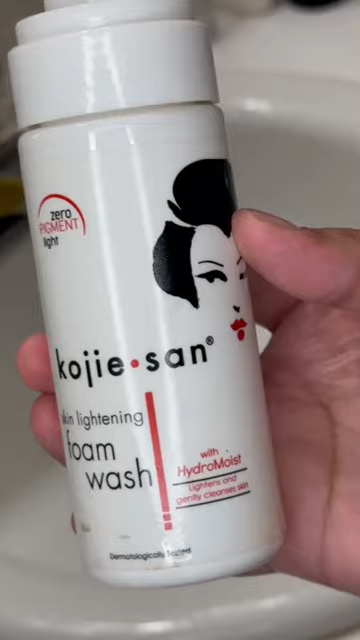 zero
PIGMENT
light
kojie•san®
skin lightening
foam
wash
with
HydroMoist
Lightens and
gently cleanses skin
Dermatologically Tested